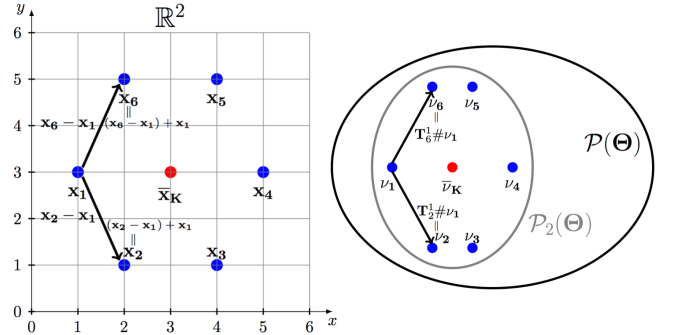 y
ℝ²
6
5
4
3
2
1
0
0 1 2 3 4 5 6
x
x₆
x₅
||
x₆ − x₁
(x₆ − x₁) + x₁
x₁
x̄_K
x₄
x₂ − x₁
(x₂ − x₁) + x₁
||
x₂
x₃
ν₆
ν₅
||
T₆¹#ν₁
𝒫(Θ)
ν₁
ν̄_K
ν₄
T₂¹#ν₁
||
ν₂
ν₃
𝒫₂(Θ)